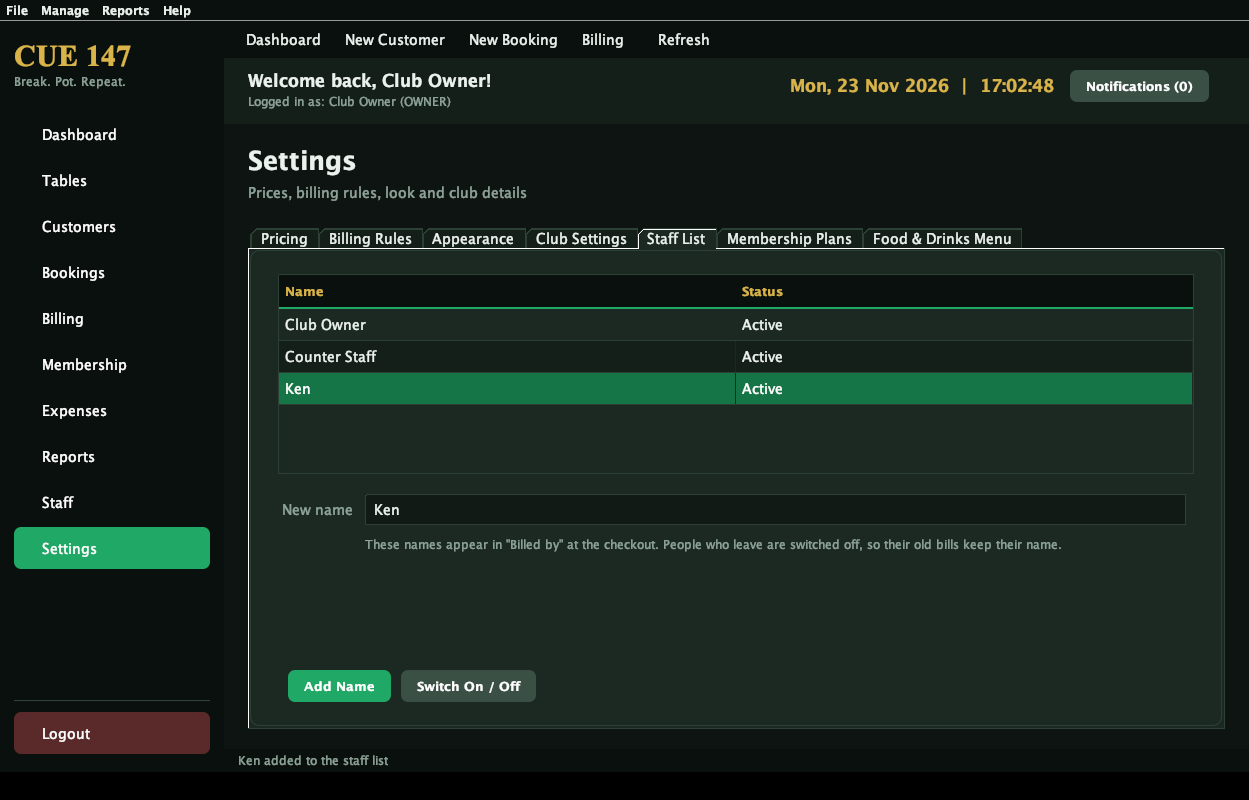 File Manage Reports Help
CUE 147
Break. Pot. Repeat.
Dashboard
Tables
Customers
Bookings
Billing
Membership
Expenses
Reports
Staff
Settings
Logout
Dashboard New Customer New Booking Billing Refresh
Welcome back, Club Owner!
Logged in as: Club Owner (OWNER)
Mon, 23 Nov 2026 | 17:02:48
Notifications (0)
Settings
Prices, billing rules, look and club details
Pricing Billing Rules Appearance Club Settings Staff List Membership Plans Food & Drinks Menu
Name Status
Club Owner Active
Counter Staff Active
Ken Active
New name Ken
These names appear in "Billed by" at the checkout. People who leave are switched off, so their old bills keep their name.
Add Name Switch On / Off
Ken added to the staff list